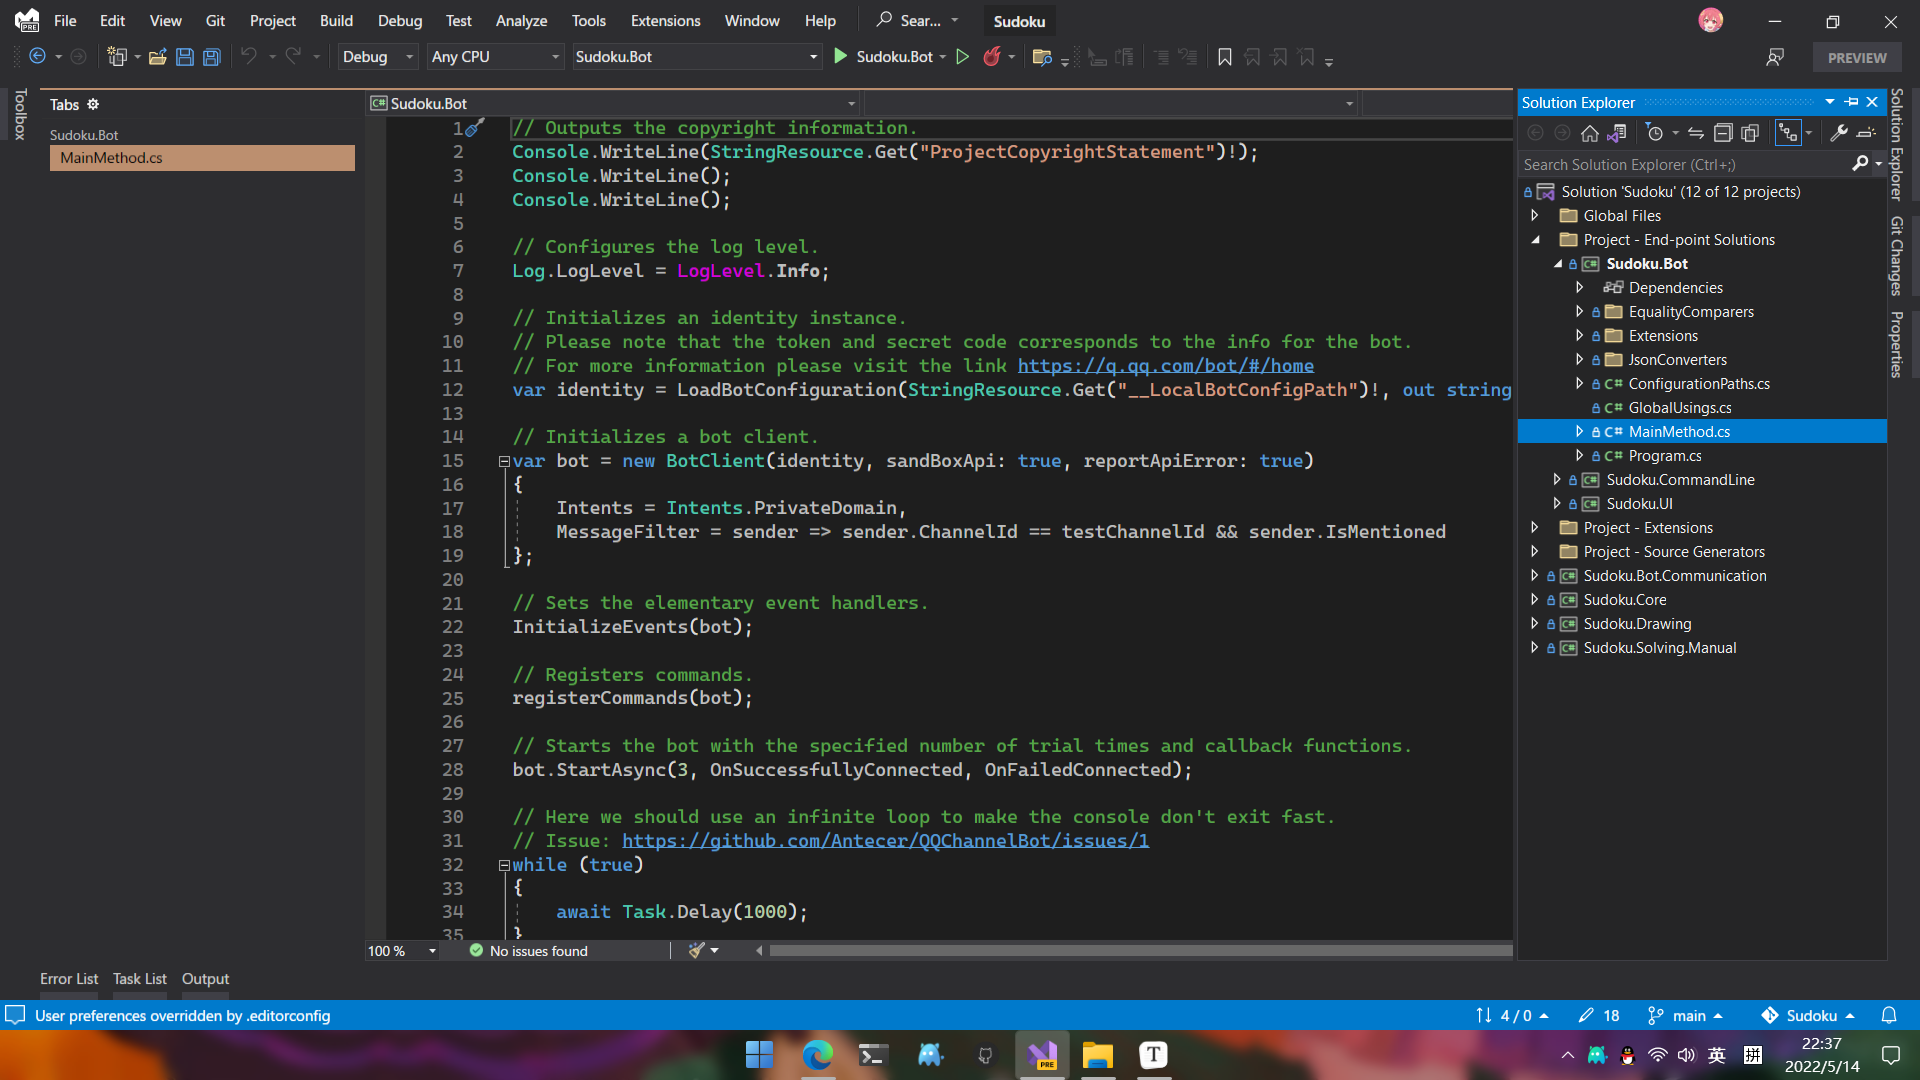 File Edit View Git Project Build Debug Test Analyze Tools Extensions Window Help Sear... Sudoku
Debug Any CPU Sudoku.Bot Sudoku.Bot PREVIEW
Toolbox
Tabs
Sudoku.Bot
MainMethod.cs
C# Sudoku.Bot
1 // Outputs the copyright information.
2 Console.WriteLine(StringResource.Get("ProjectCopyrightStatement")!);
3 Console.WriteLine();
4 Console.WriteLine();
5
6 // Configures the log level.
7 Log.LogLevel = LogLevel.Info;
8
9 // Initializes an identity instance.
10 // Please note that the token and secret code corresponds to the info for the bot.
11 // For more information please visit the link https://q.qq.com/bot/#/home
12 var identity = LoadBotConfiguration(StringResource.Get("__LocalBotConfigPath")!, out string
13
14 // Initializes a bot client.
15 var bot = new BotClient(identity, sandBoxApi: true, reportApiError: true)
16 {
17 Intents = Intents.PrivateDomain,
18 MessageFilter = sender => sender.ChannelId == testChannelId && sender.IsMentioned
19 };
20
21 // Sets the elementary event handlers.
22 InitializeEvents(bot);
23
24 // Registers commands.
25 registerCommands(bot);
26
27 // Starts the bot with the specified number of trial times and callback functions.
28 bot.StartAsync(3, OnSuccessfullyConnected, OnFailedConnected);
29
30 // Here we should use an infinite loop to make the console don't exit fast.
31 // Issue: https://github.com/Antecer/QQChannelBot/issues/1
32 while (true)
33 {
34 await Task.Delay(1000);
35 }
100 % No issues found
Solution Explorer
Search Solution Explorer (Ctrl+;)
Solution 'Sudoku' (12 of 12 projects)
Global Files
Project - End-point Solutions
C# Sudoku.Bot
Dependencies
EqualityComparers
Extensions
JsonConverters
C# ConfigurationPaths.cs
C# GlobalUsings.cs
C# MainMethod.cs
C# Program.cs
C# Sudoku.CommandLine
C# Sudoku.UI
Project - Extensions
Project - Source Generators
C# Sudoku.Bot.Communication
C# Sudoku.Core
C# Sudoku.Drawing
C# Sudoku.Solving.Manual
Solution Explorer
Git Changes
Properties
Error List Task List Output
User preferences overridden by .editorconfig 4 / 0 18 main Sudoku
PRE T 英 拼 22:37
2022/5/14